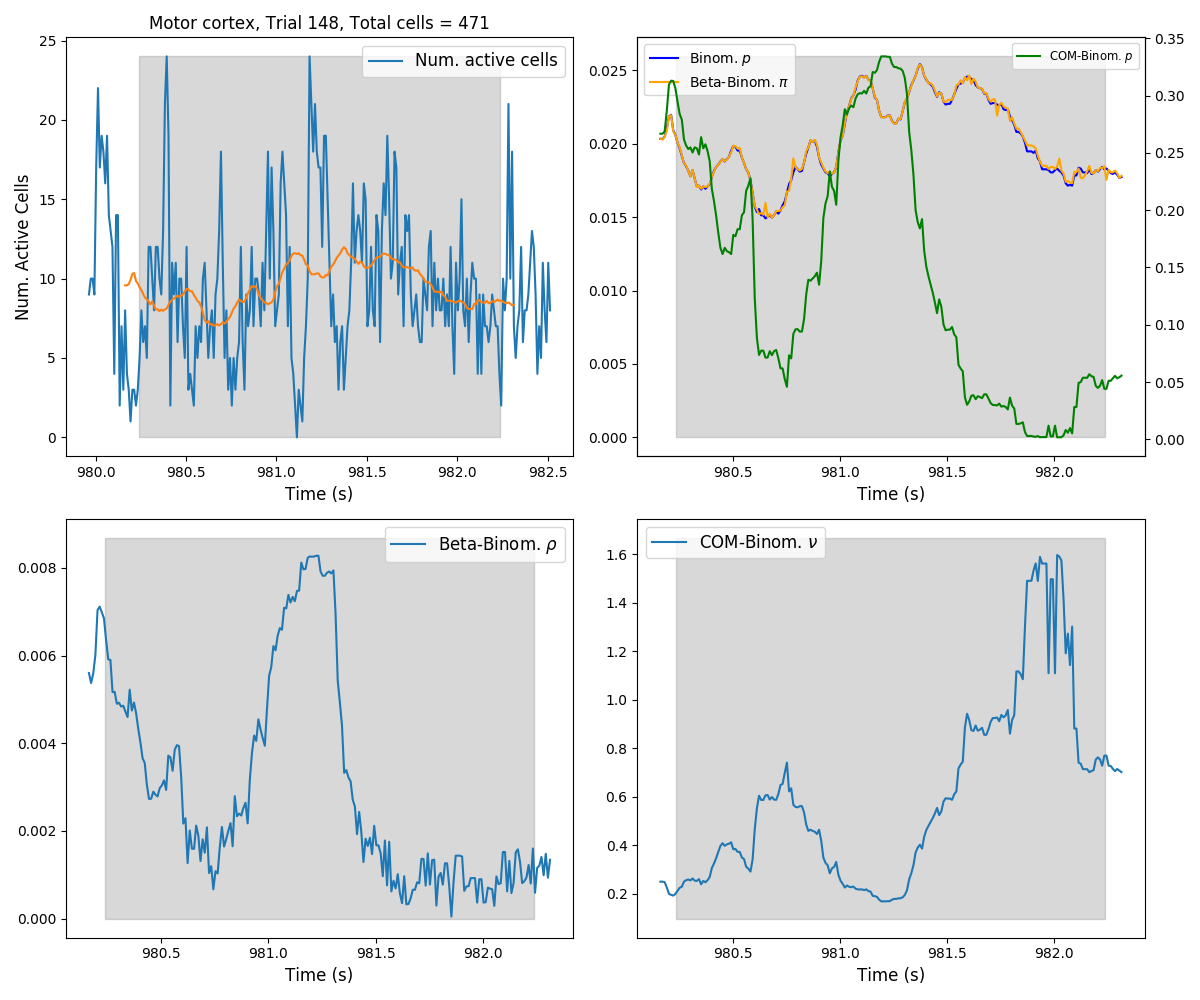 Motor cortex, Trial 148, Total cells = 471
25
20
15
10
5
0
Num. Active Cells
Num. active cells
980.0 980.5 981.0 981.5 982.0 982.5
Time (s)
0.025
0.020
0.015
0.010
0.005
0.000
Binom. p
Beta-Binom. π
COM-Binom. p
0.35
0.30
0.25
0.20
0.15
0.10
0.05
0.00
980.5 981.0 981.5 982.0
Time (s)
0.008
0.006
0.004
0.002
0.000
Beta-Binom. ρ
980.5 981.0 981.5 982.0
Time (s)
1.6
1.4
1.2
1.0
0.8
0.6
0.4
0.2
COM-Binom. ν
980.5 981.0 981.5 982.0
Time (s)